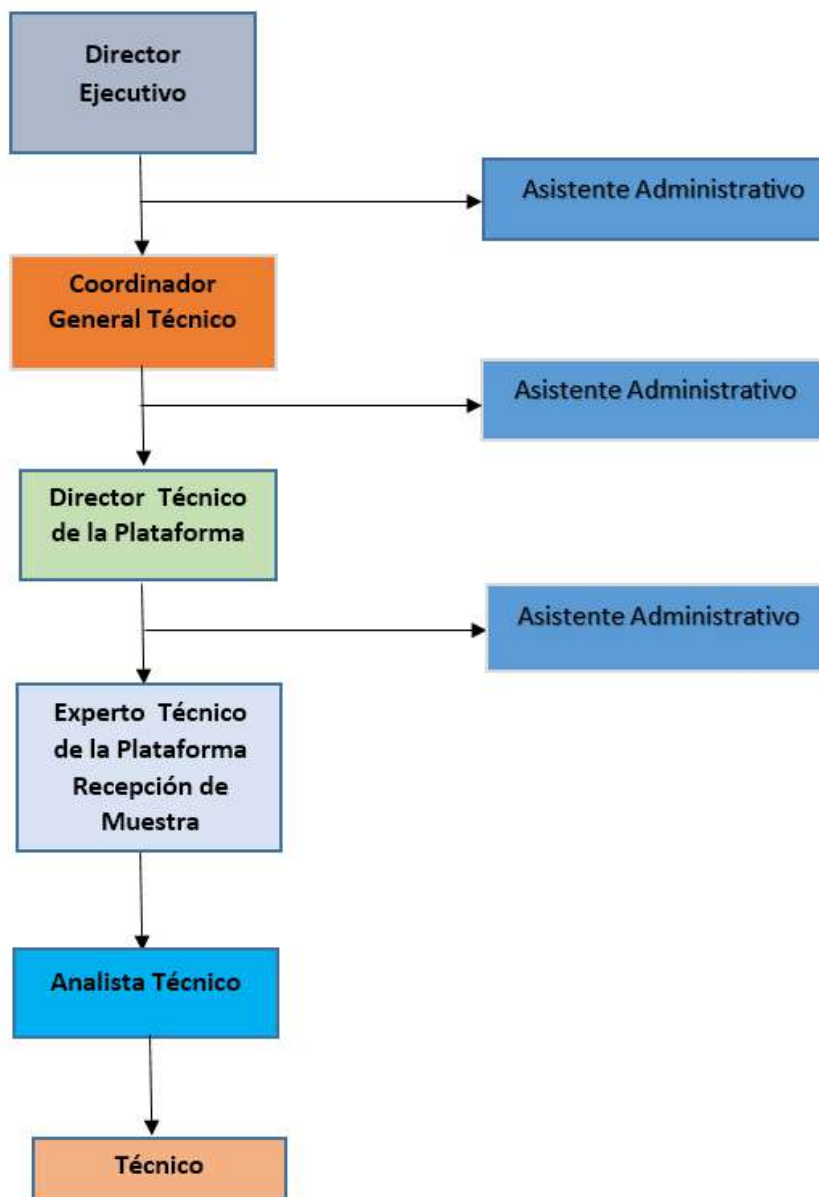 Director
Ejecutivo
Asistente Administrativo
Coordinador
General Técnico
Asistente Administrativo
Director Técnico
de la Plataforma
Asistente Administrativo
Experto Técnico
de la Plataforma
Recepción de
Muestra
Analista Técnico
Técnico